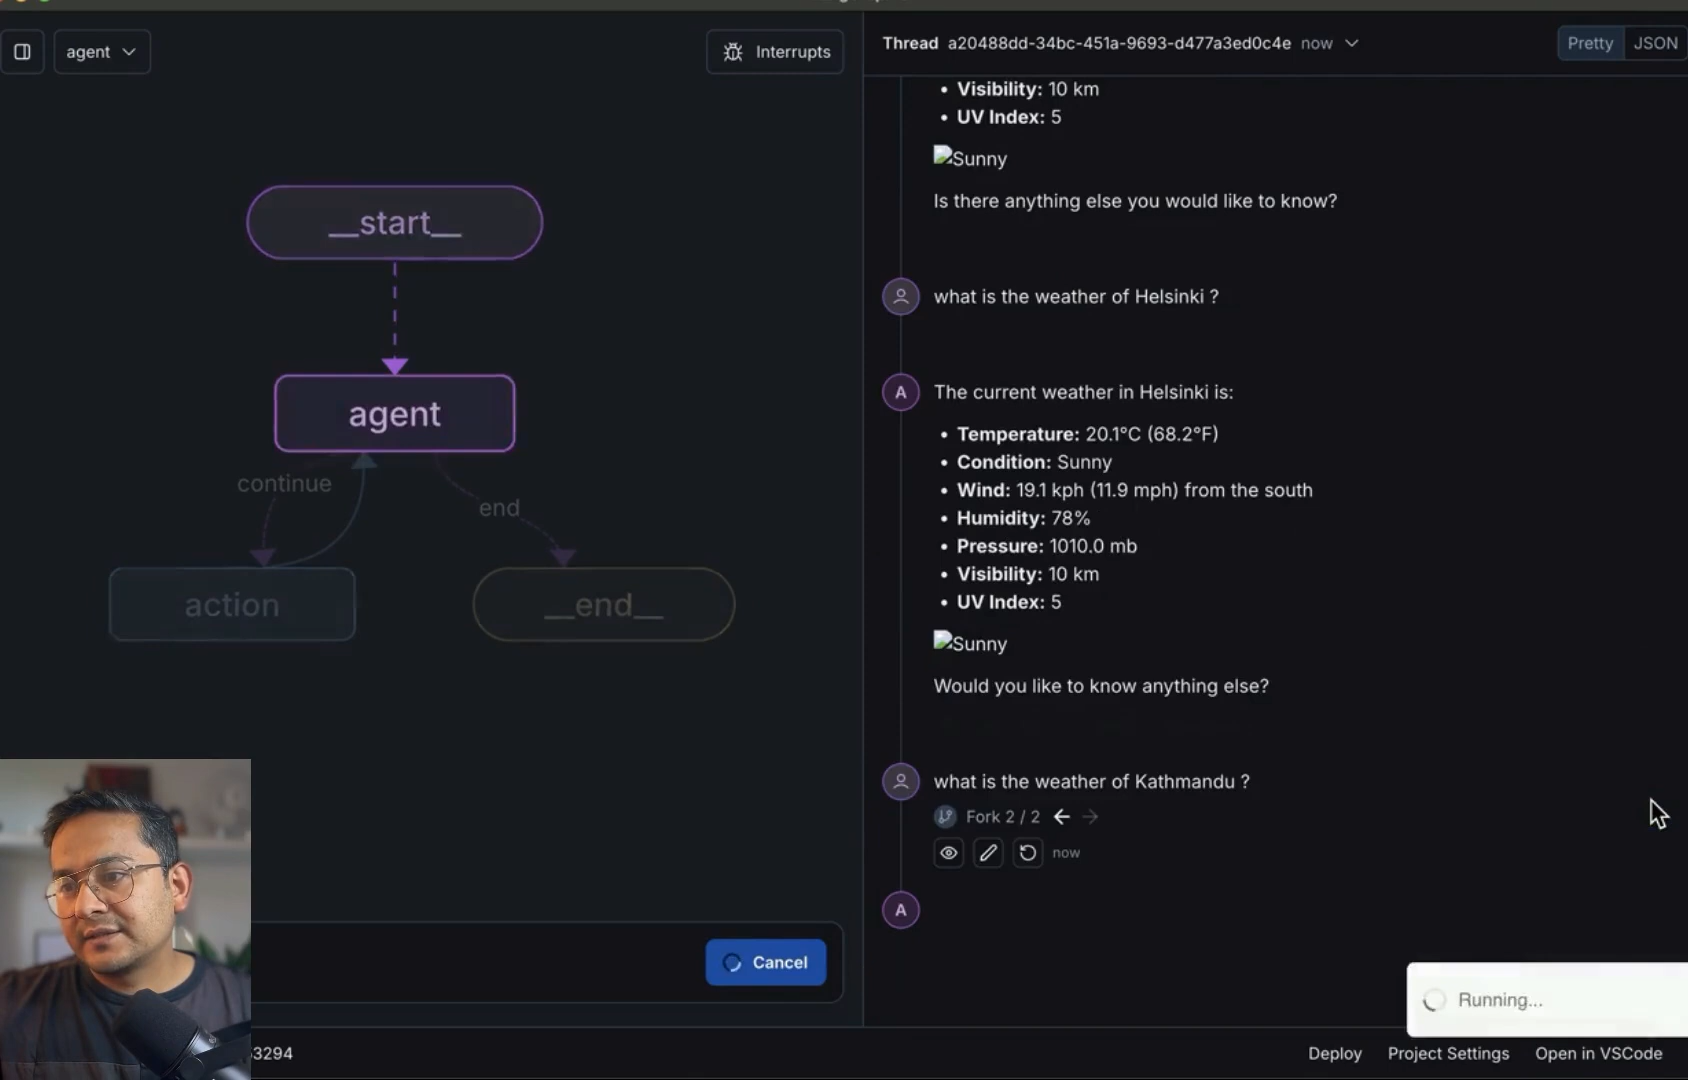 agent
Interrupts
Thread a20488dd-34bc-451a-9693-d477a3ed0c4e now
Pretty JSON
__start__
agent
continue
end
action
__end__
• Visibility: 10 km
• UV Index: 5
Sunny
Is there anything else you would like to know?
what is the weather of Helsinki ?
A
The current weather in Helsinki is:
• Temperature: 20.1°C (68.2°F)
• Condition: Sunny
• Wind: 19.1 kph (11.9 mph) from the south
• Humidity: 78%
• Pressure: 1010.0 mb
• Visibility: 10 km
• UV Index: 5
Sunny
Would you like to know anything else?
what is the weather of Kathmandu ?
Fork 2 / 2
now
A
Cancel
Running...
3294
Deploy Project Settings Open in VSCode